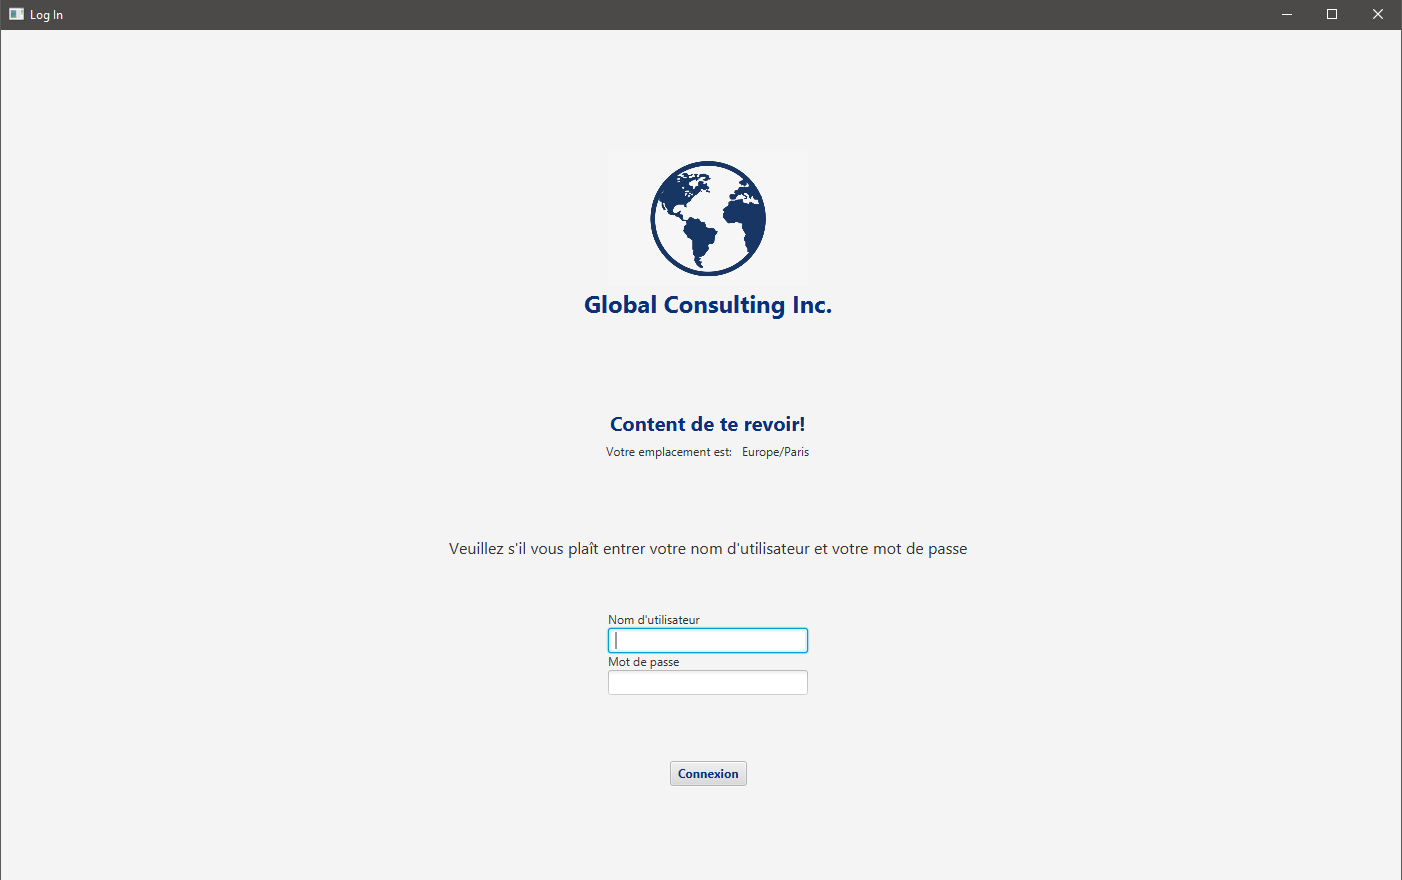 Log In
Global Consulting Inc.
Content de te revoir!
Votre emplacement est: Europe/Paris
Veuillez s'il vous plaît entrer votre nom d'utilisateur et votre mot de passe
Nom d'utilisateur
Mot de passe
Connexion